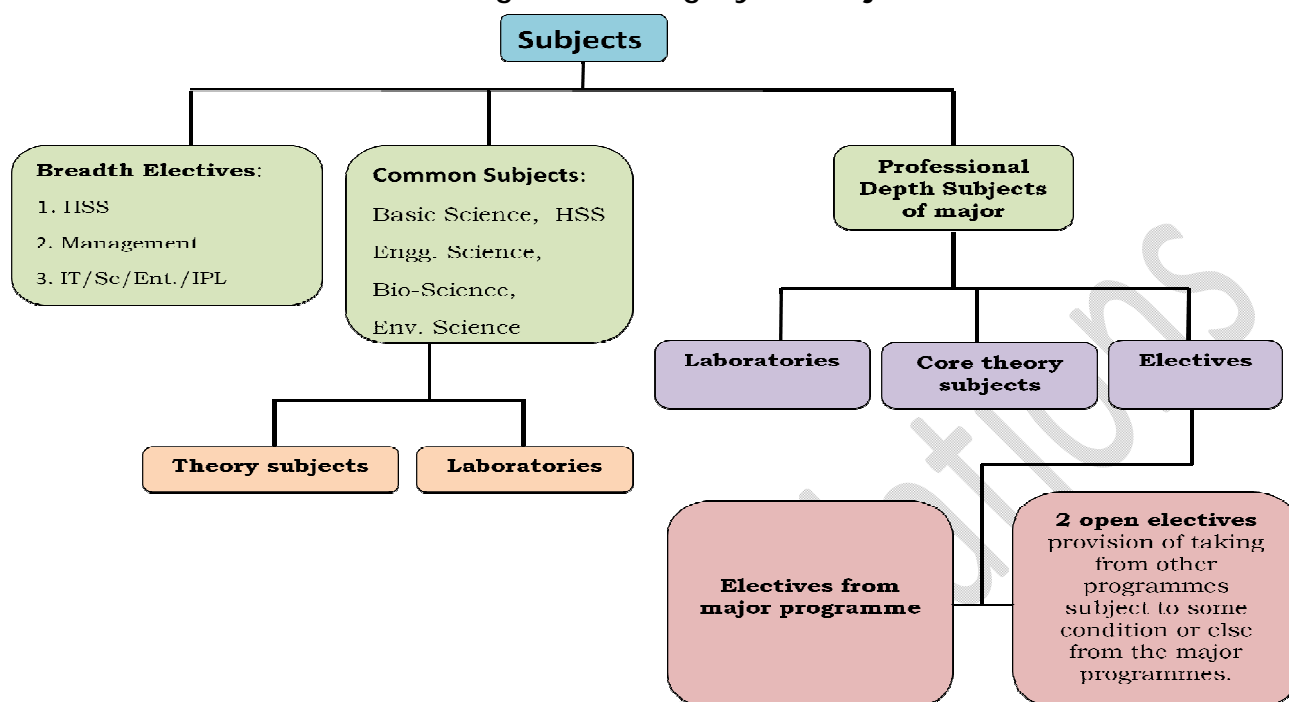 Subjects
Breadth Electives:
1. HSS
2. Management
3. IT/Sc/Ent./IPL
Common Subjects:
Basic Science, HSS
Engg. Science,
Bio-Science,
Env. Science
Professional
Depth Subjects
of major
Laboratories
Core theory
subjects
Electives
Theory subjects
Laboratories
Electives from
major programme
2 open electives
provision of taking
from other
programmes
subject to some
condition or else
from the major
programmes.